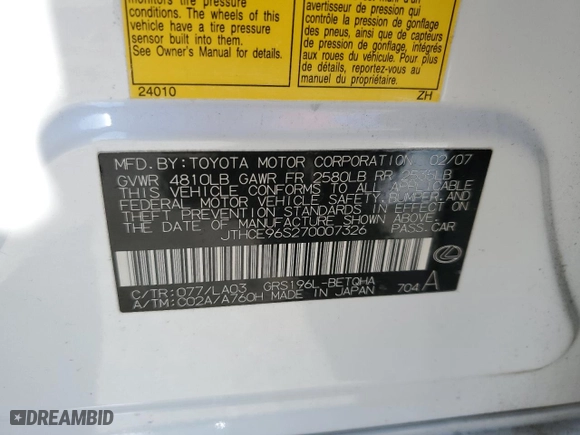 monitors tire pressure
conditions. The wheels of this
vehicle have a tire pressure
sensor built into them.
See Owner's Manual for details.
24010
avertisseur de pression qui
contrôle la pression de gonflage
des pneus, ainsi que de capteurs
de pression de gonflage, intégrés
aux roues du véhicule.
Pour plus de détails,
au manuel du propriétaire.
ZH
MFD. BY: TOYOTA MOTOR CORPORATION 02/07
GVWR 4810LB GAWR FR 2580LB RR 2535LB
THIS VEHICLE CONFORMS TO ALL APPLICABLE
FEDERAL MOTOR VEHICLE SAFETY, BUMPER, AND
THEFT PREVENTION STANDARDS IN EFFECT ON
THE DATE OF MANUFACTURE SHOWN ABOVE.
JTHCE96S270007326 PASS. CAR
C/TR: 077/LA03 GRS196L-BETQHA
A/TM: C02A/A760H MADE IN JAPAN 704 A
DREAMBID